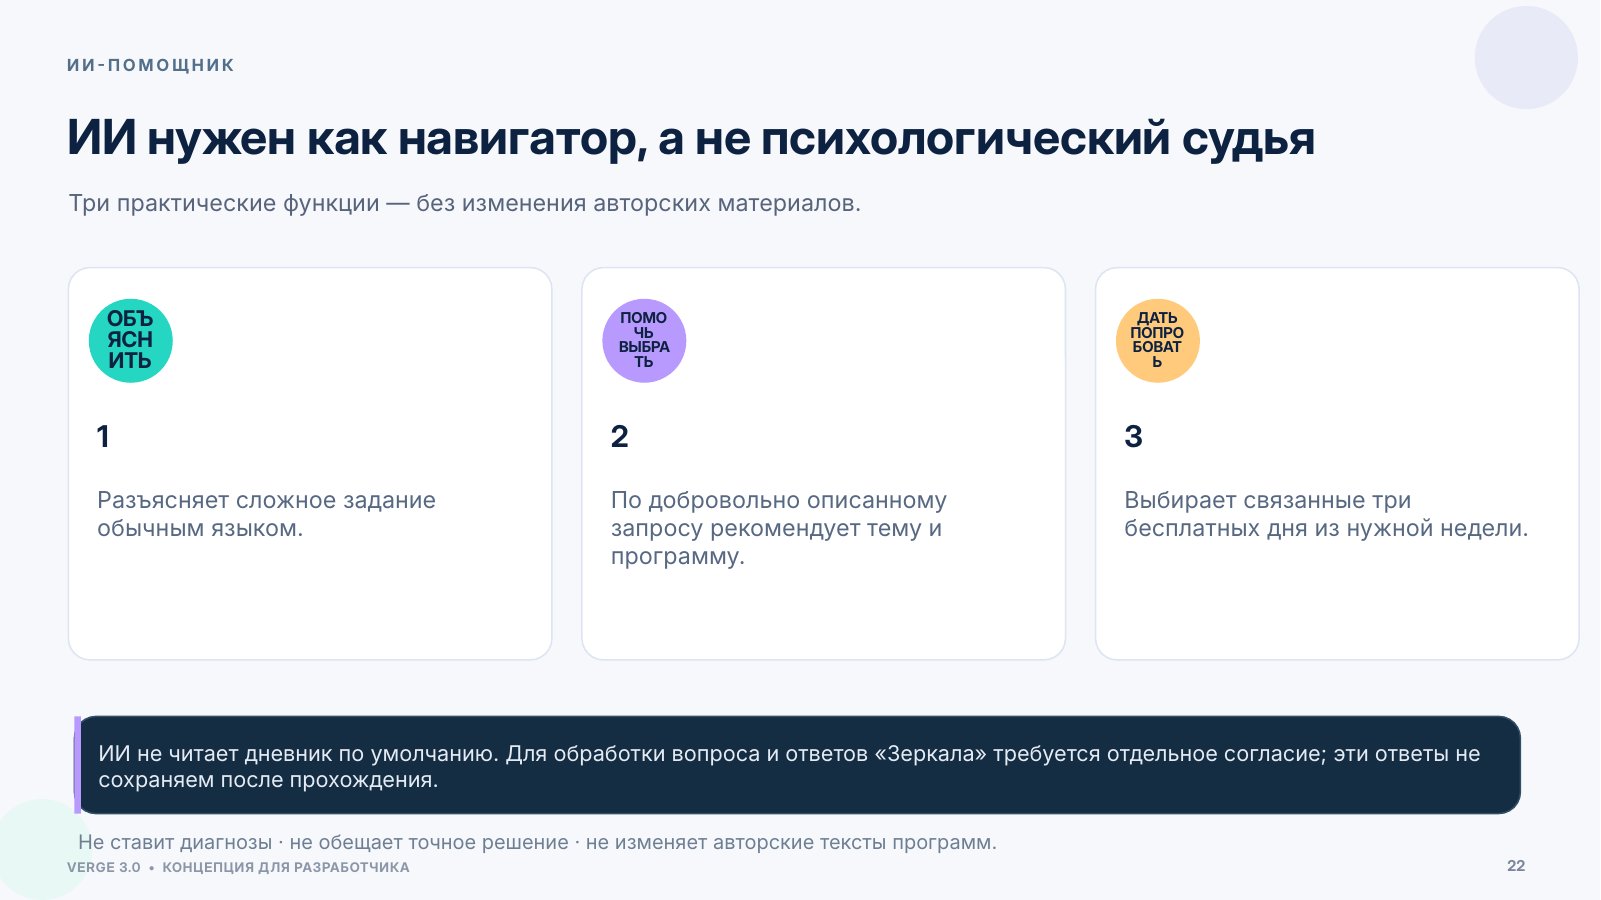 ИИ-ПОМОЩНИК
ИИ нужен как навигатор, а не психологический судья
Три практические функции — без изменения авторских материалов.
ОБЪ
ЯСН
ИТЬ
1
Разъясняет сложное задание
обычным языком.
ПОМО
ЧЬ
ВЫБРА
ТЬ
2
По добровольно описанному
запросу рекомендует тему и
программу.
ДАТЬ
ПОПРО
БОВАТ
Ь
3
Выбирает связанные три
бесплатных дня из нужной недели.
ИИ не читает дневник по умолчанию. Для обработки вопроса и ответов «Зеркала» требуется отдельное согласие; эти ответы не
сохраняем после прохождения.
Не ставит диагнозы · не обещает точное решение · не изменяет авторские тексты программ.
VERGE 3.0 • КОНЦЕПЦИЯ ДЛЯ РАЗРАБОТЧИКА
22